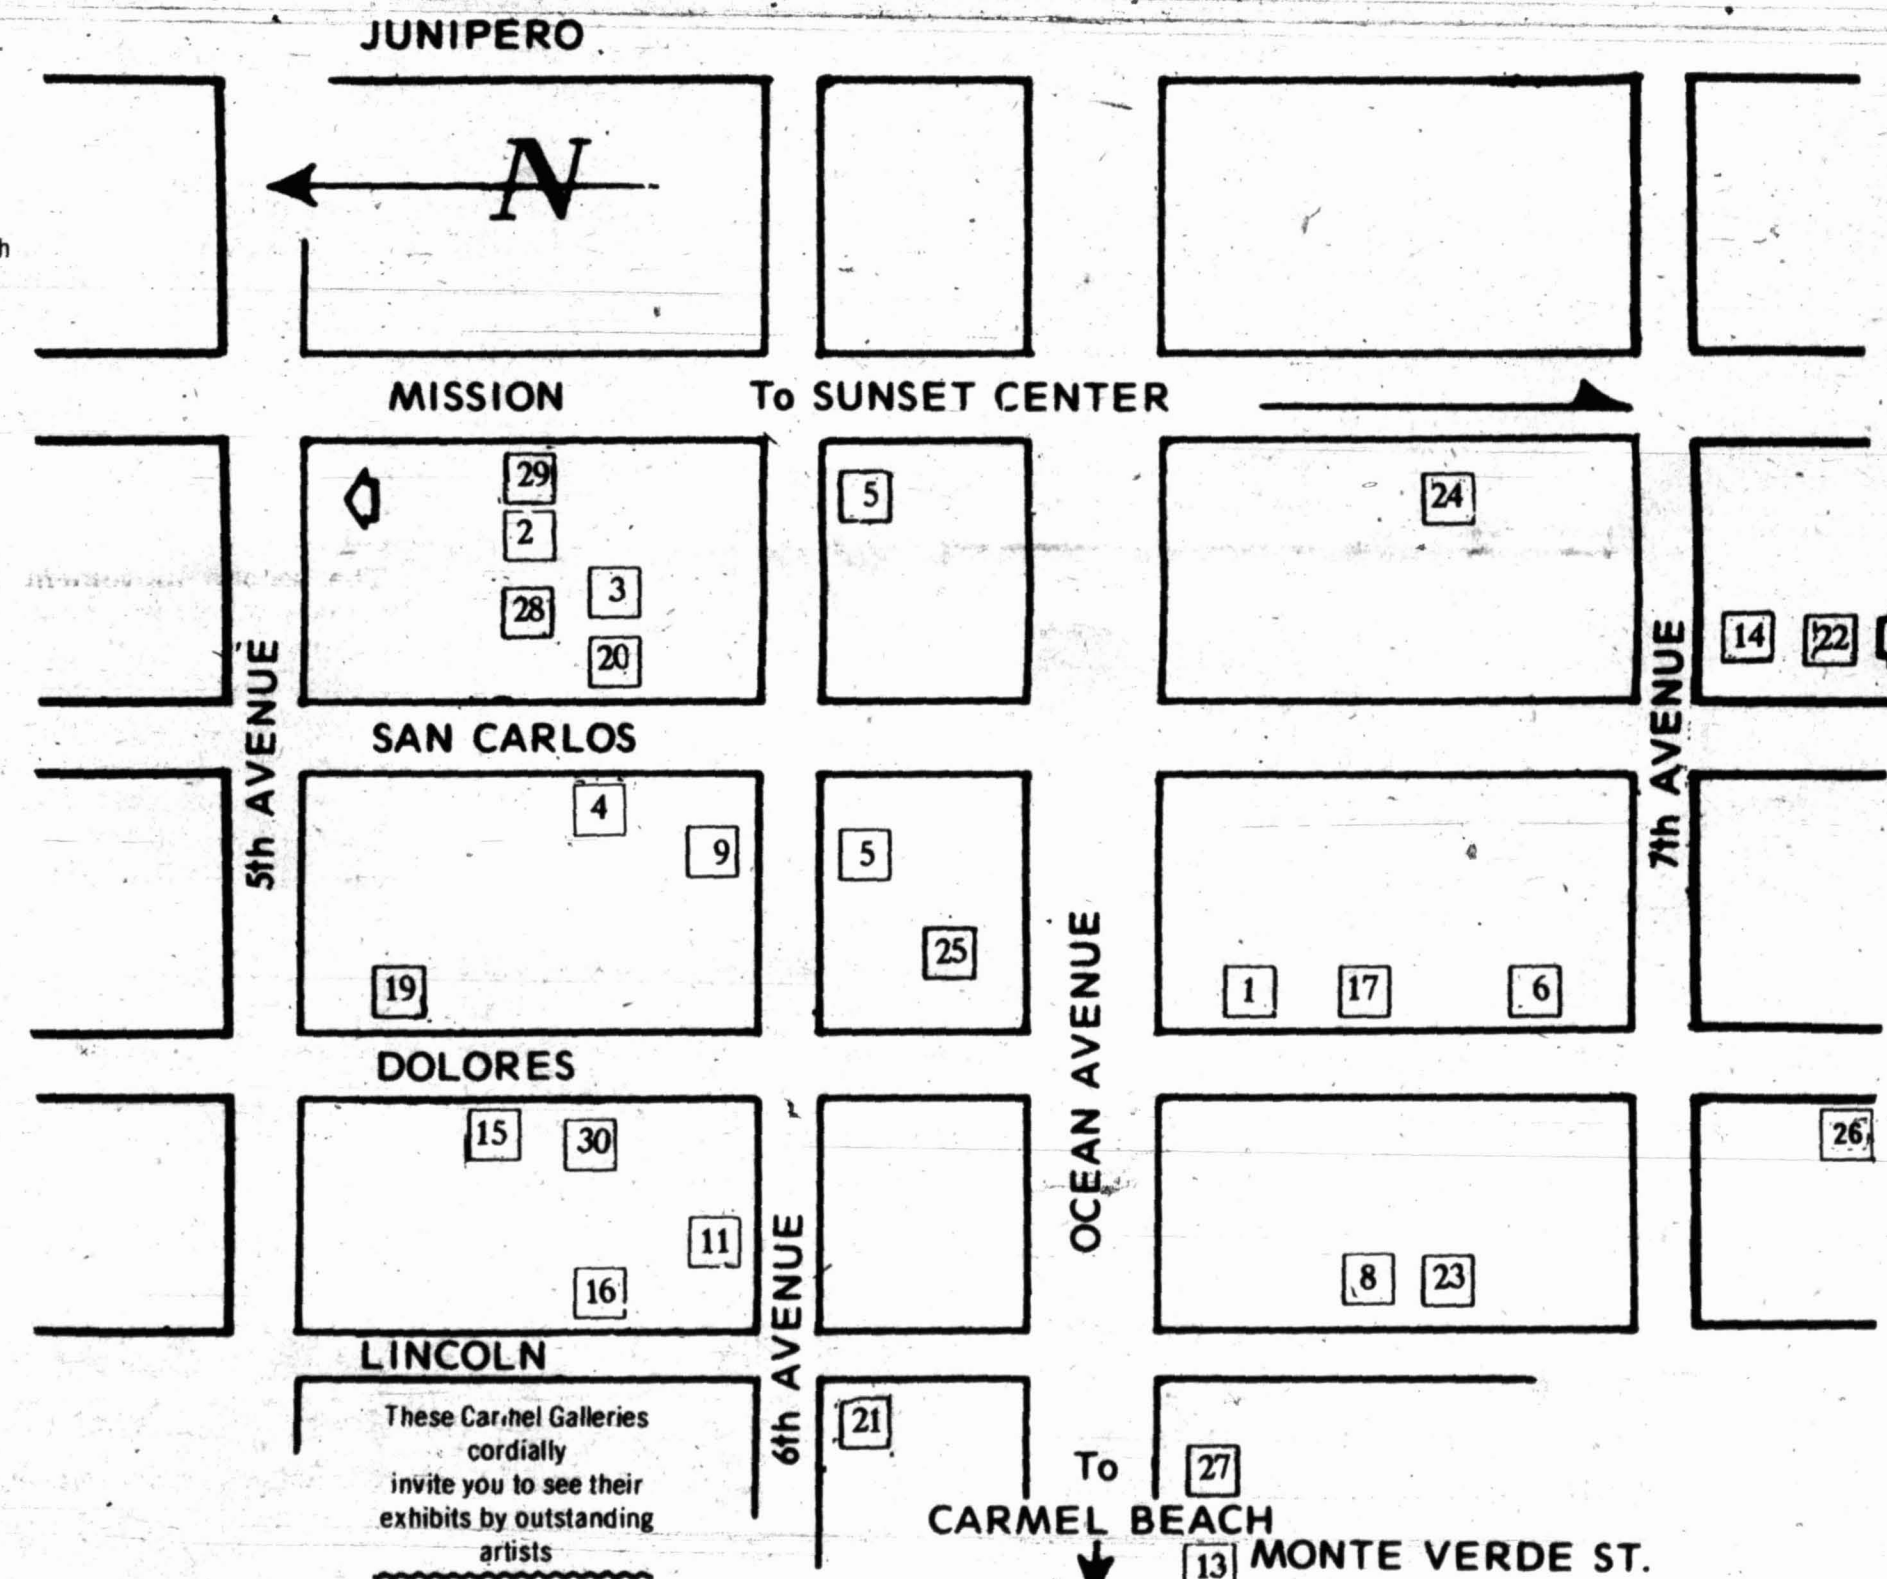 JUNIPERO
N
h
MISSION To SUNSET CENTER
29
5
24
2
3
28
14
22
20
5th AVENUE
7th AVENUE
SAN CARLOS
4
9
5
25
19
1
17
6
OCEAN AVENUE
DOLORES
15
30
26
11
8
23
16
6th AVENUE
LINCOLN
These Carmel Galleries
cordially
invite you to see their
exhibits by outstanding
artists
21
To
27
CARMEL BEACH
13 MONTE VERDE ST.